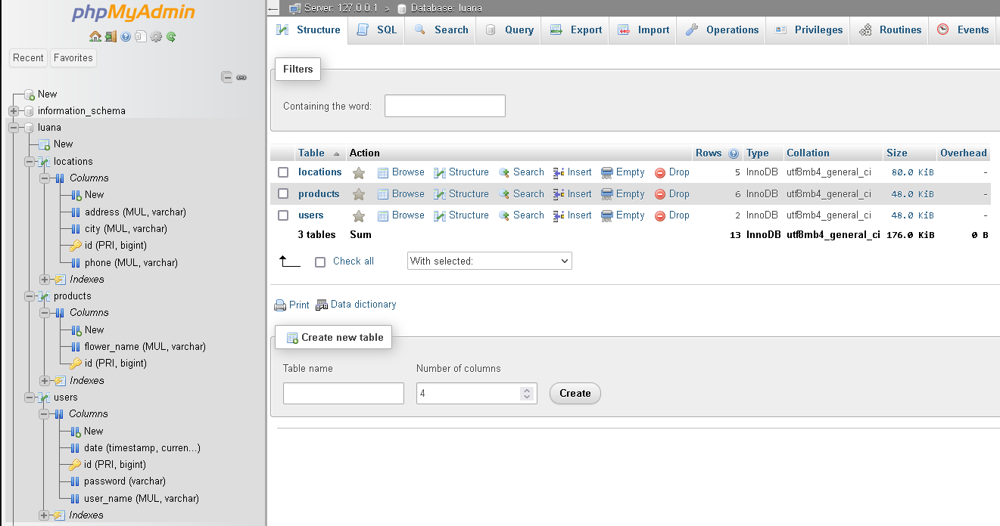 phpMyAdmin
Recent Favorites
New
information_schema
luana
New
locations
Columns
New
address (MUL, varchar)
city (MUL, varchar)
id (PRI, bigint)
phone (MUL, varchar)
Indexes
products
Columns
New
flower_name (MUL, varchar)
id (PRI, bigint)
Indexes
users
Columns
New
date (timestamp, curren...)
id (PRI, bigint)
password (varchar)
user_name (MUL, varchar)
Indexes
Server: 127.0.0.1 » Database: luana
Structure SQL Search Query Export Import Operations Privileges Routines Events
Filters
Containing the word:
Table Action Rows Type Collation Size Overhead
locations Browse Structure Search Insert Empty Drop 5 InnoDB utf8mb4_general_ci 80.0 KiB -
products Browse Structure Search Insert Empty Drop 6 InnoDB utf8mb4_general_ci 48.0 KiB -
users Browse Structure Search Insert Empty Drop 2 InnoDB utf8mb4_general_ci 48.0 KiB -
3 tables Sum 13 InnoDB utf8mb4_general_ci 176.0 KiB 0 B
Check all With selected:
Print Data dictionary
Create new table
Table name Number of columns
4 Create